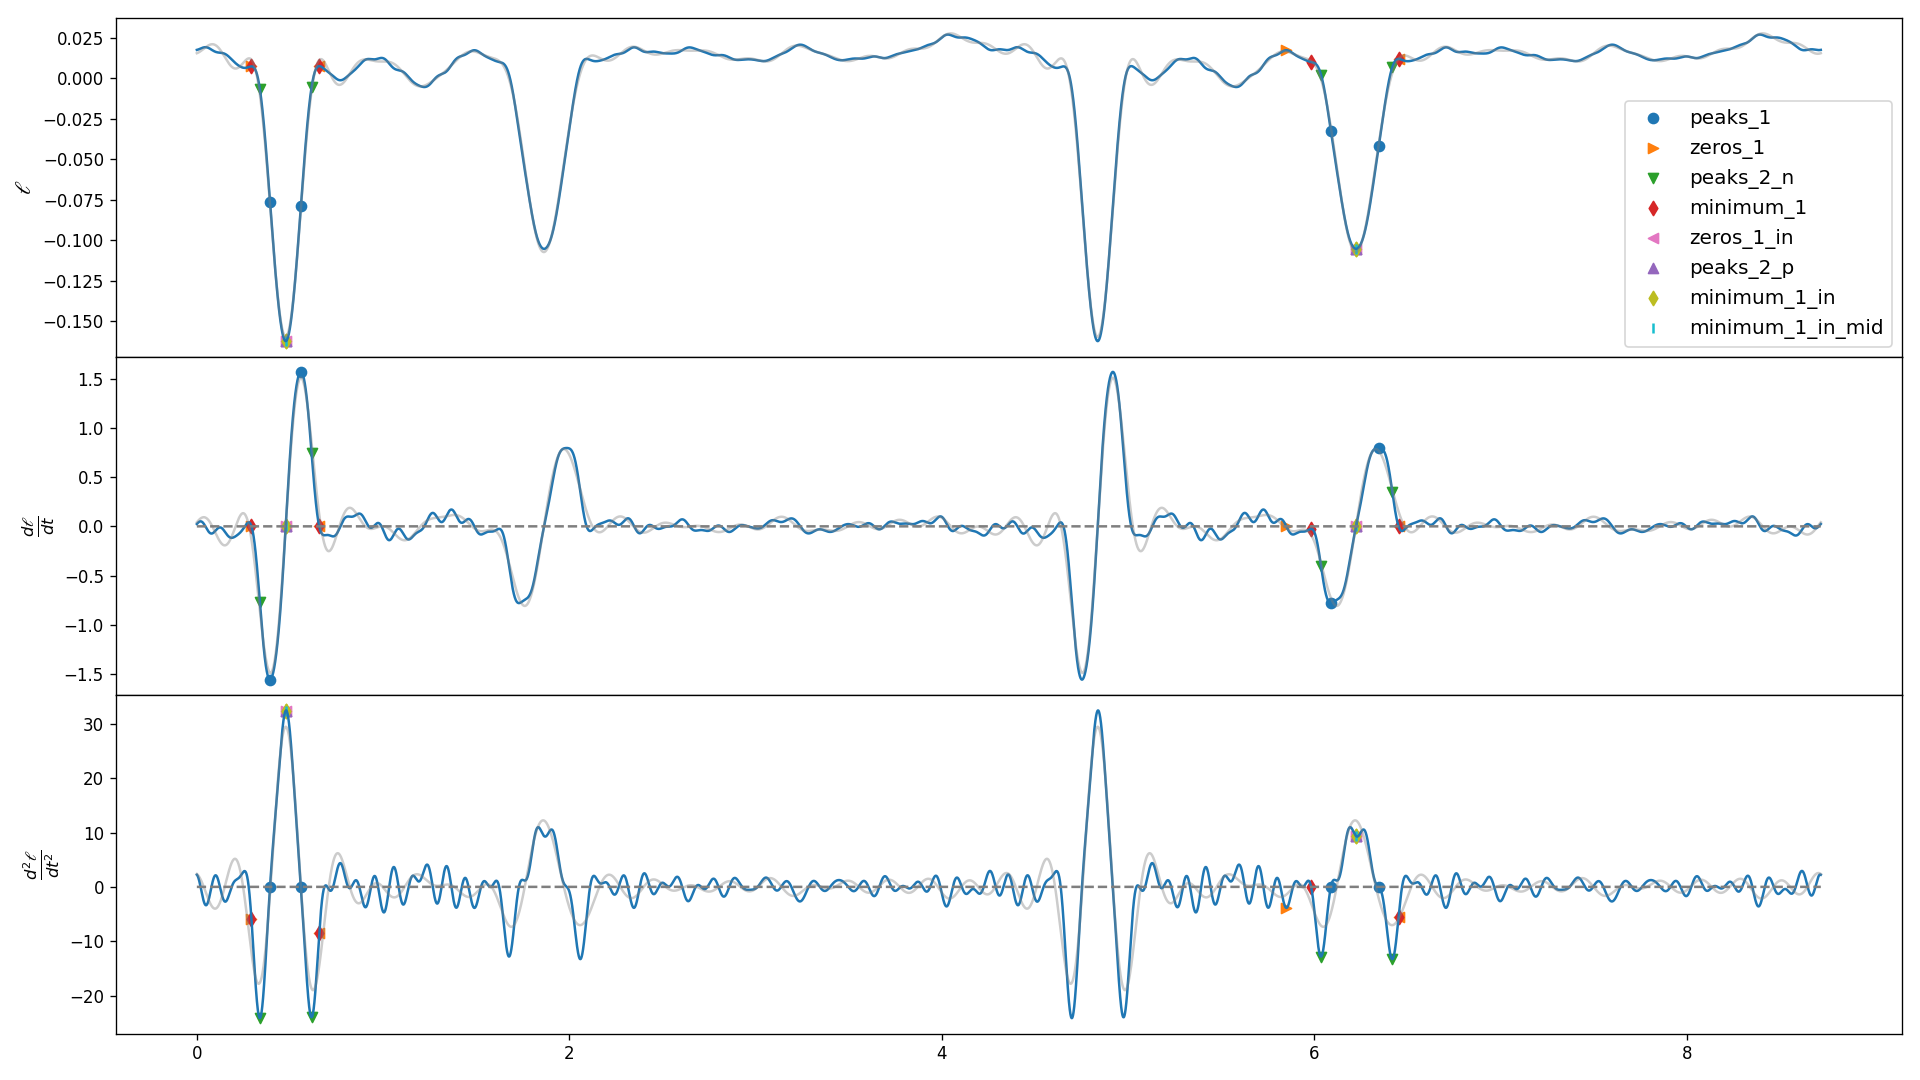 0.025
0.000
−0.025
−0.050
−0.075
−0.100
−0.125
−0.150
ℓ
peaks_1
zeros_1
peaks_2_n
minimum_1
zeros_1_in
peaks_2_p
minimum_1_in
minimum_1_in_mid
1.5
1.0
0.5
0.0
−0.5
−1.0
−1.5
dℓ
dt
30
20
10
0
−10
−20
d²ℓ
dt²
0 2 4 6 8